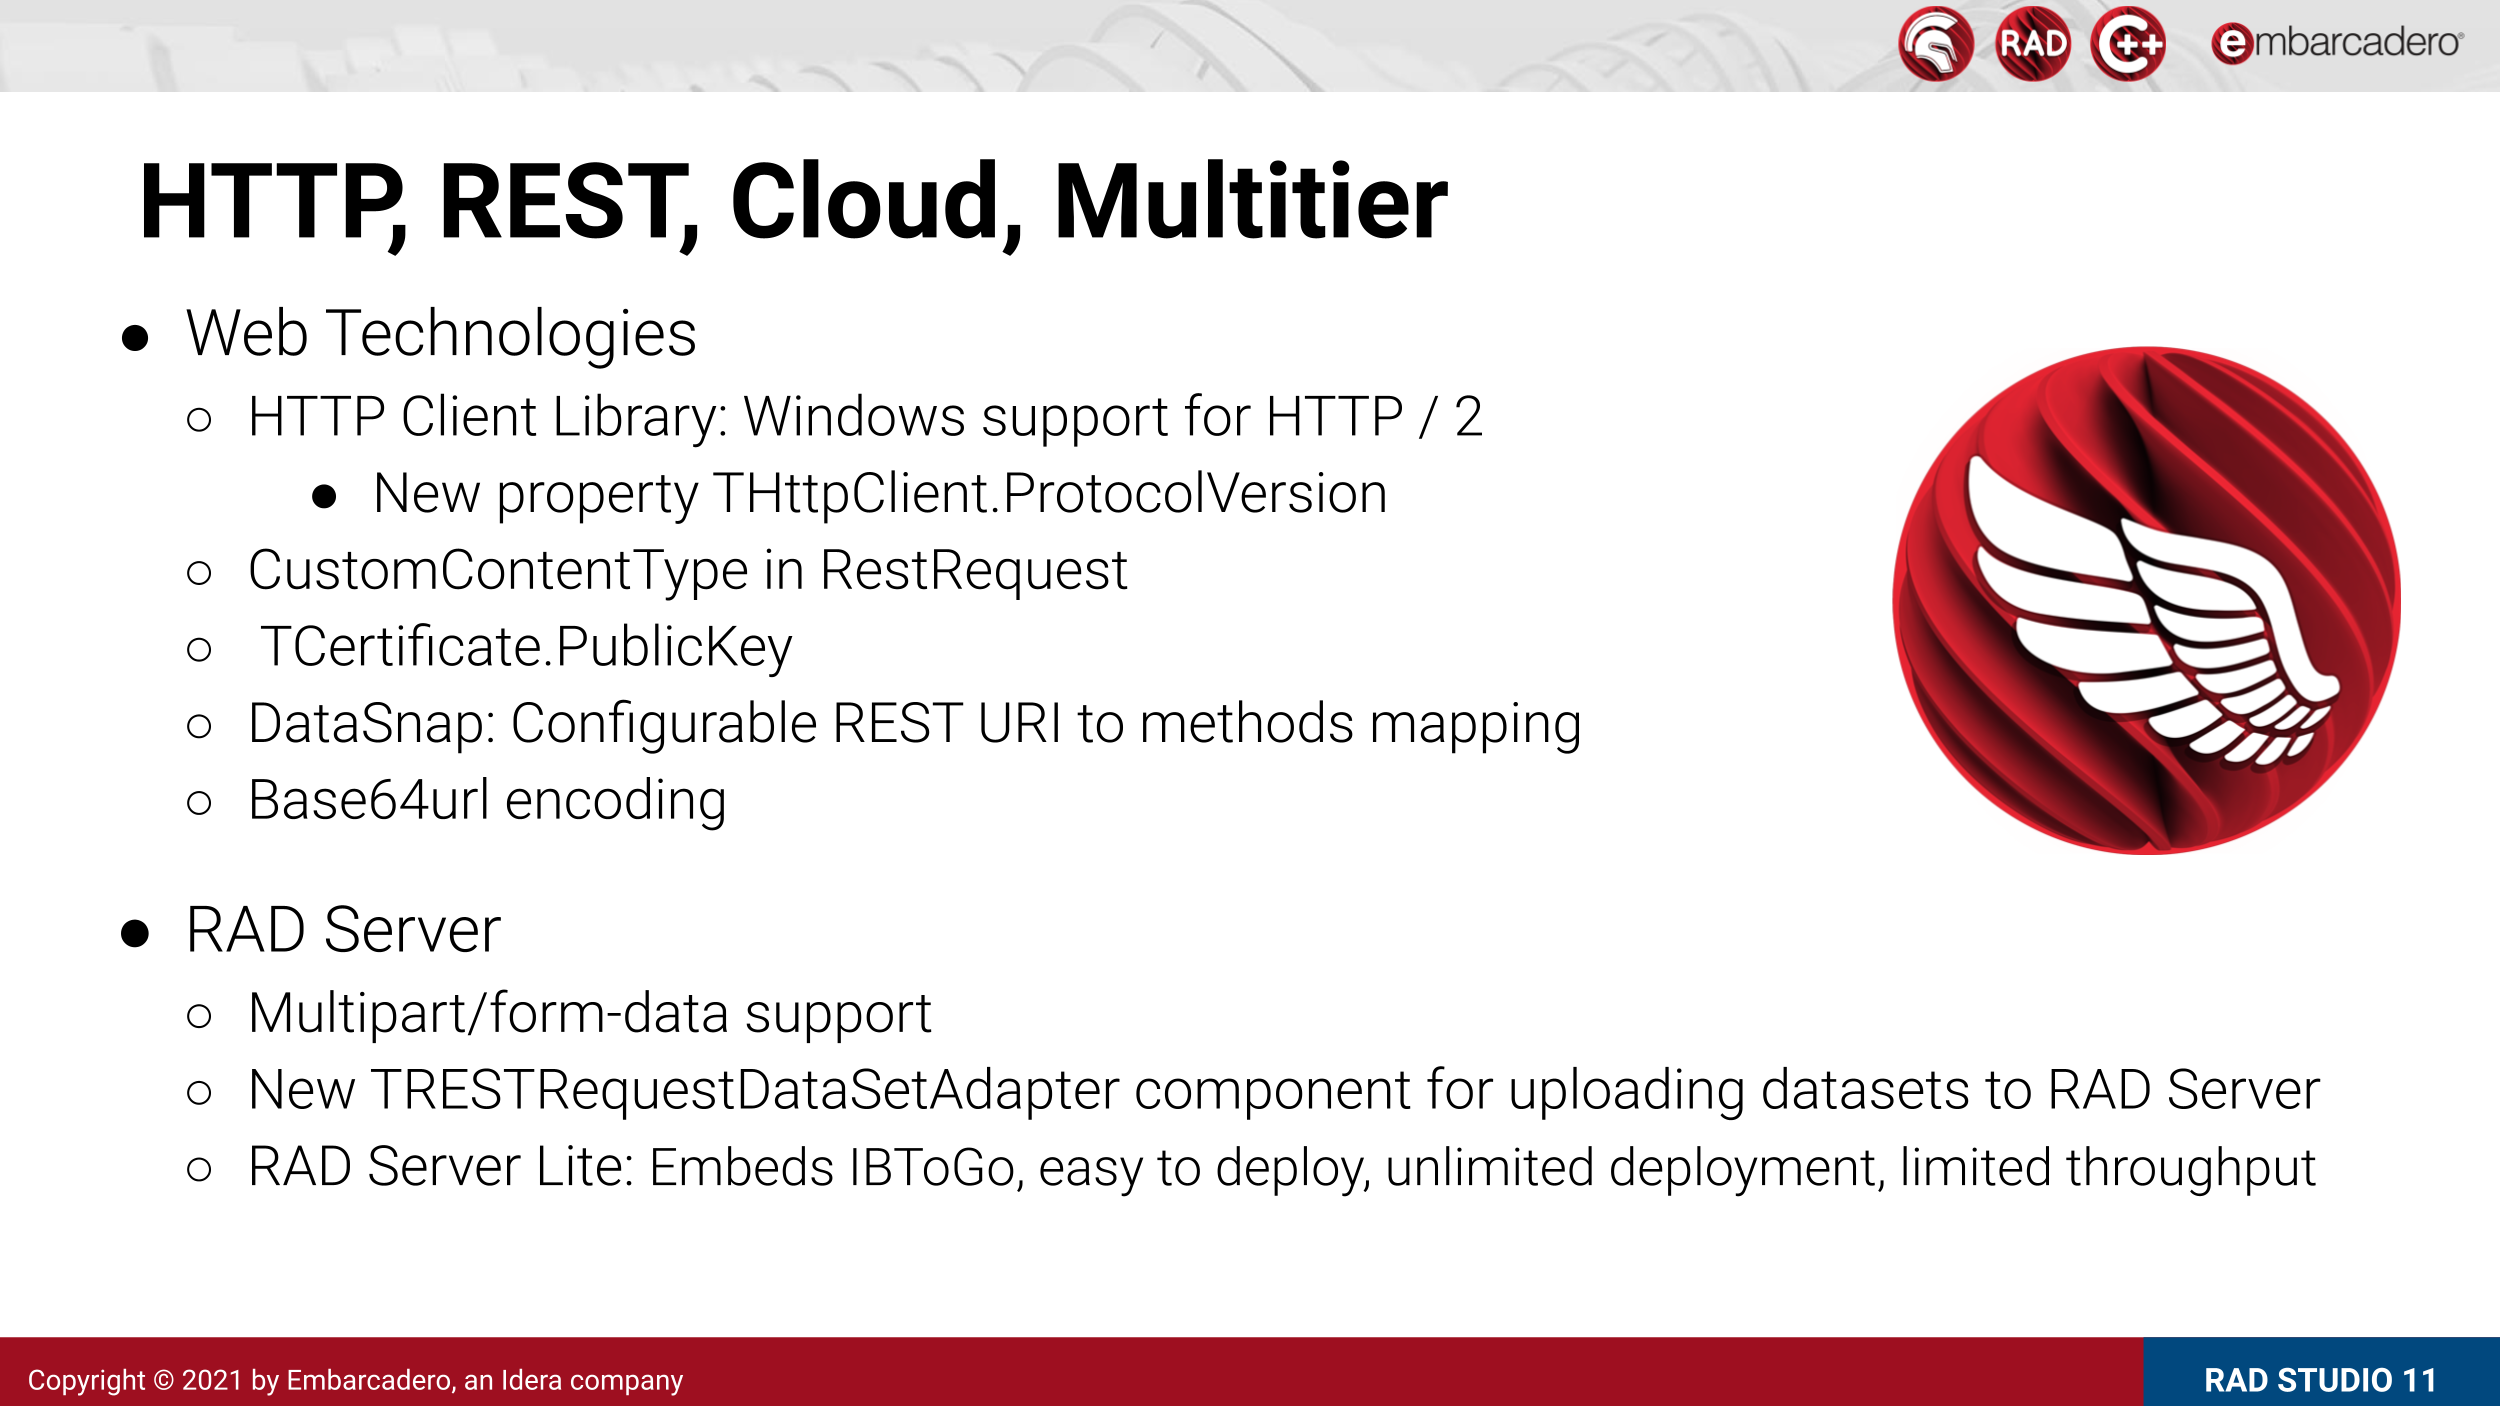 RAD
C++
embarcadero®
HTTP, REST, Cloud, Multitier
● Web Technologies
○ HTTP Client Library: Windows support for HTTP / 2
● New property THttpClient.ProtocolVersion
○ CustomContentType in RestRequest
○ TCertificate.PublicKey
○ DataSnap: Configurable REST URI to methods mapping
○ Base64url encoding
● RAD Server
○ Multipart/form-data support
○ New TRESTRequestDataSetAdapter component for uploading datasets to RAD Server
○ RAD Server Lite: Embeds IBToGo, easy to deploy, unlimited deployment, limited throughput
Copyright © 2021 by Embarcadero, an Idera company
RAD STUDIO 11